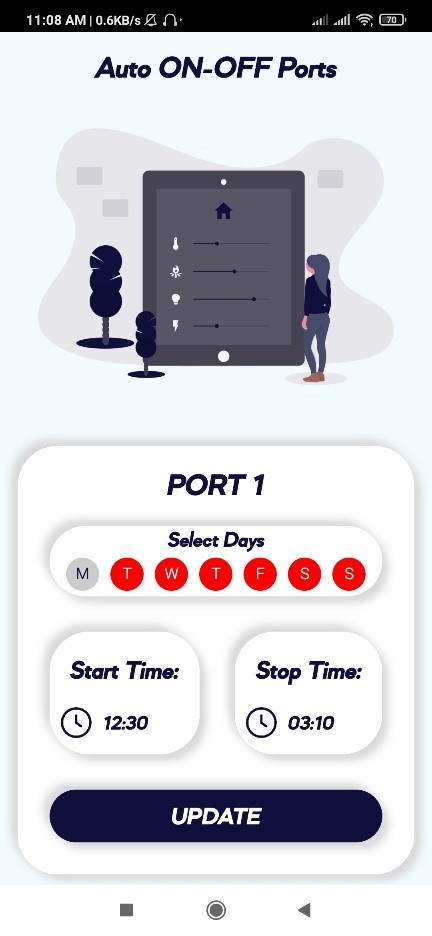 11:08 AM | 0.6KB/s
70
Auto ON-OFF Ports
PORT 1
Select Days
M T W T F S S
Start Time: Stop Time:
12:30 03:10
UPDATE